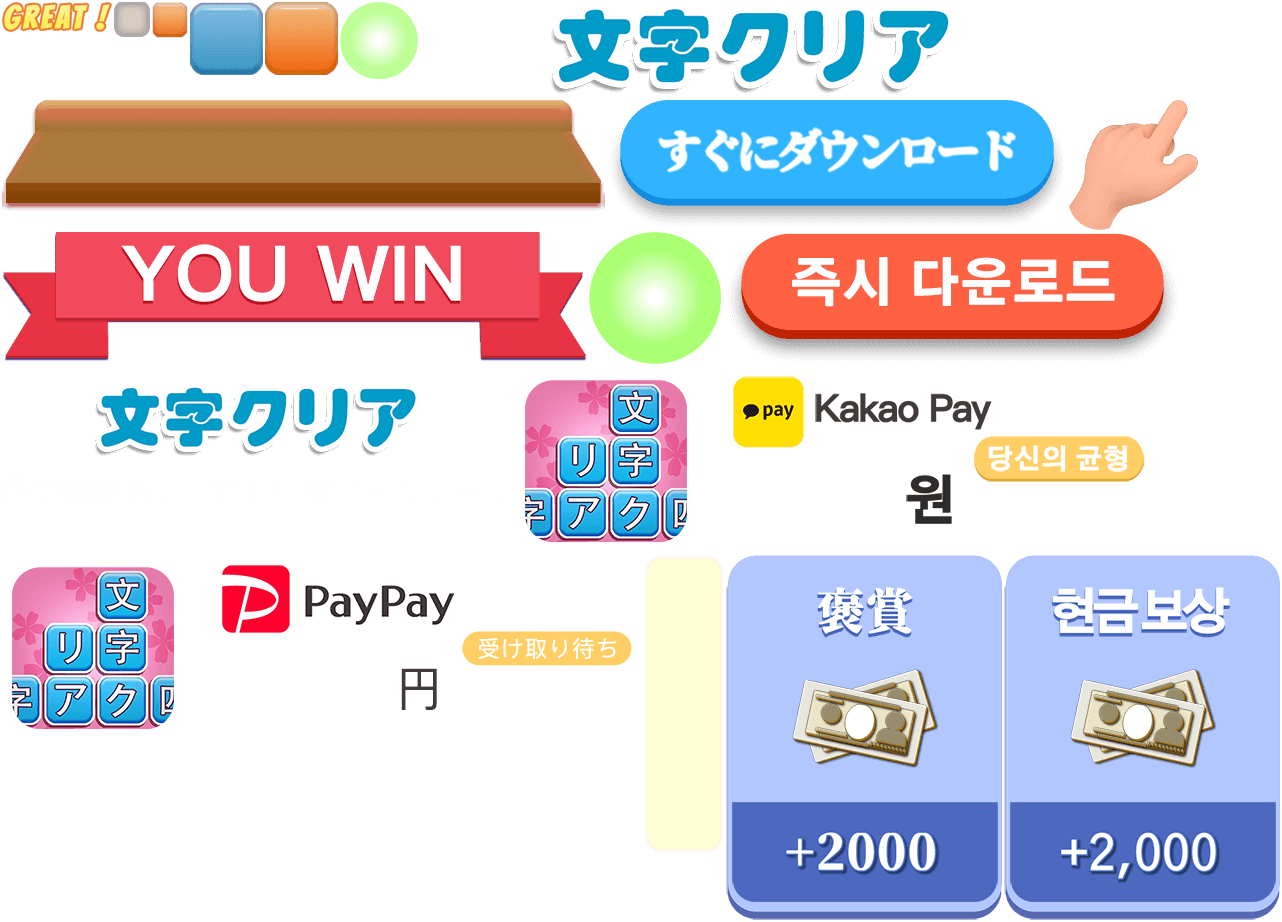 GREAT!
文字クリア
すぐにダウンロード
YOU WIN
즉시 다운로드
文字クリア
文
リ字
字アク四
pay Kakao Pay
당신의 균형
원
文
リ字
字アク四
PayPay
受け取り待ち
円
褒賞
+2000
현금보상
+2,000